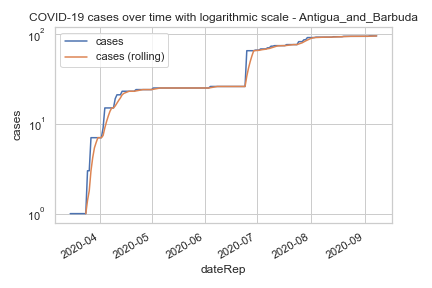 COVID-19 cases over time with logarithmic scale - Antigua_and_Barbuda
cases
cases (rolling)
10²
10¹
10⁰
cases
2020-04
2020-05
2020-06
2020-07
2020-08
2020-09
dateRep